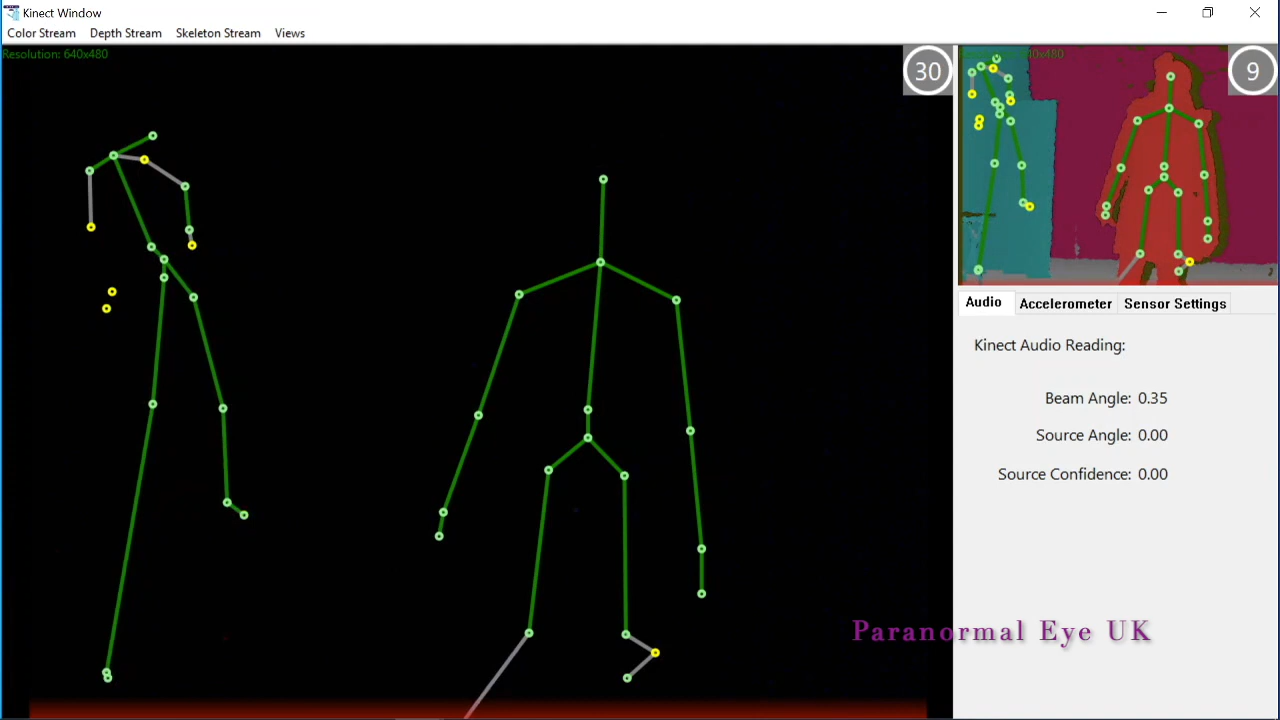 Kinect Window
Color Stream Depth Stream Skeleton Stream Views
Resolution: 640x480
30
9
Audio Accelerometer Sensor Settings
Kinect Audio Reading:
Beam Angle: 0.35
Source Angle: 0.00
Source Confidence: 0.00
Paranormal Eye UK